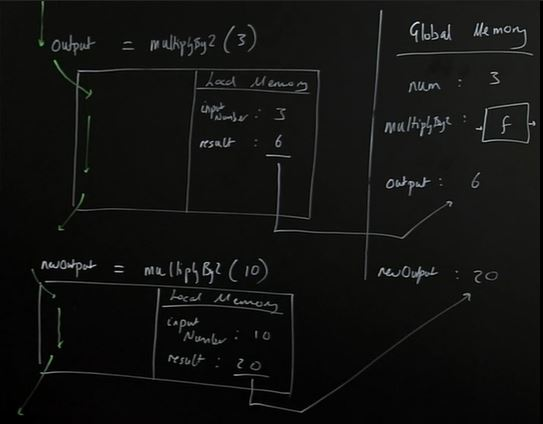 output = multiplyBy2 (3)
Local Memory
input Number : 3
result : 6
newOutput = multiplyBy2 (10)
Local Memory
input Number : 10
result : 20
Global Memory
num : 3
multiplyBy2 : f
output : 6
newOutput : 20